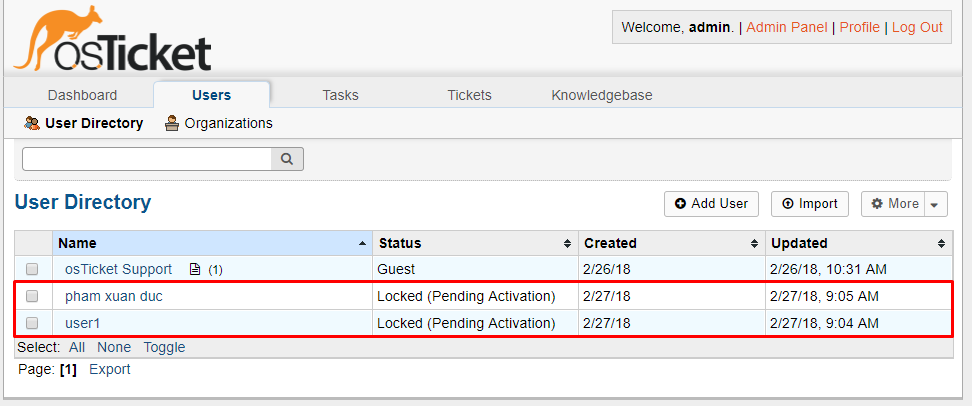 osTicket
Welcome, admin. | Admin Panel | Profile | Log Out
Dashboard Users Tasks Tickets Knowledgebase
User Directory Organizations
User Directory
Add User Import More
Name Status Created Updated
osTicket Support (1) Guest 2/26/18 2/26/18, 10:31 AM
pham xuan duc Locked (Pending Activation) 2/27/18 2/27/18, 9:05 AM
user1 Locked (Pending Activation) 2/27/18 2/27/18, 9:04 AM
Select: All None Toggle
Page: [1] Export